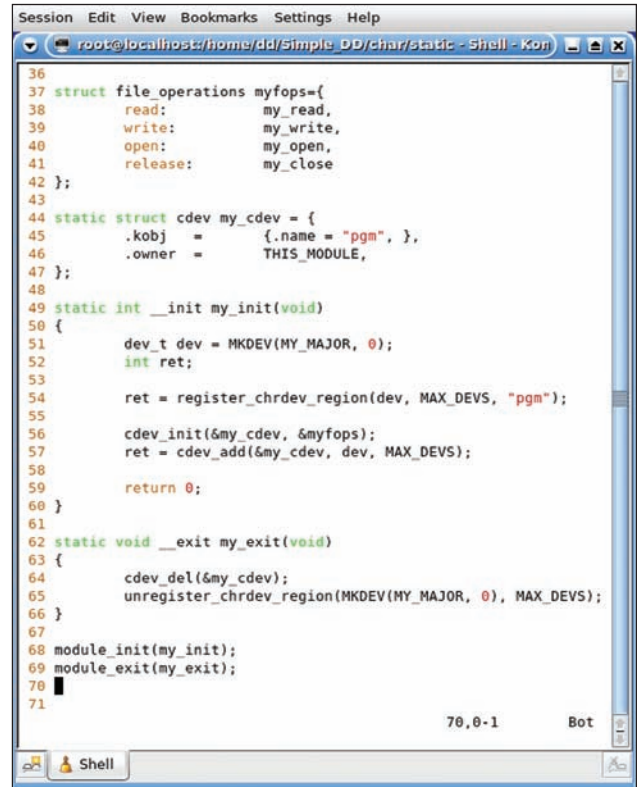 Session Edit View Bookmarks Settings Help
root@localhost:/home/dd/Simple_DD/char/static - Shell - Kon
36
37 struct file_operations myfops={
38 read: my_read,
39 write: my_write,
40 open: my_open,
41 release: my_close
42 };
43
44 static struct cdev my_cdev = {
45 .kobj = {.name = "pgm", },
46 .owner = THIS_MODULE,
47 };
48
49 static int __init my_init(void)
50 {
51 dev_t dev = MKDEV(MY_MAJOR, 0);
52 int ret;
53
54 ret = register_chrdev_region(dev, MAX_DEVS, "pgm");
55
56 cdev_init(&my_cdev, &myfops);
57 ret = cdev_add(&my_cdev, dev, MAX_DEVS);
58
59 return 0;
60 }
61
62 static void __exit my_exit(void)
63 {
64 cdev_del(&my_cdev);
65 unregister_chrdev_region(MKDEV(MY_MAJOR, 0), MAX_DEVS);
66 }
67
68 module_init(my_init);
69 module_exit(my_exit);
70
71
70,0-1 Bot
Shell